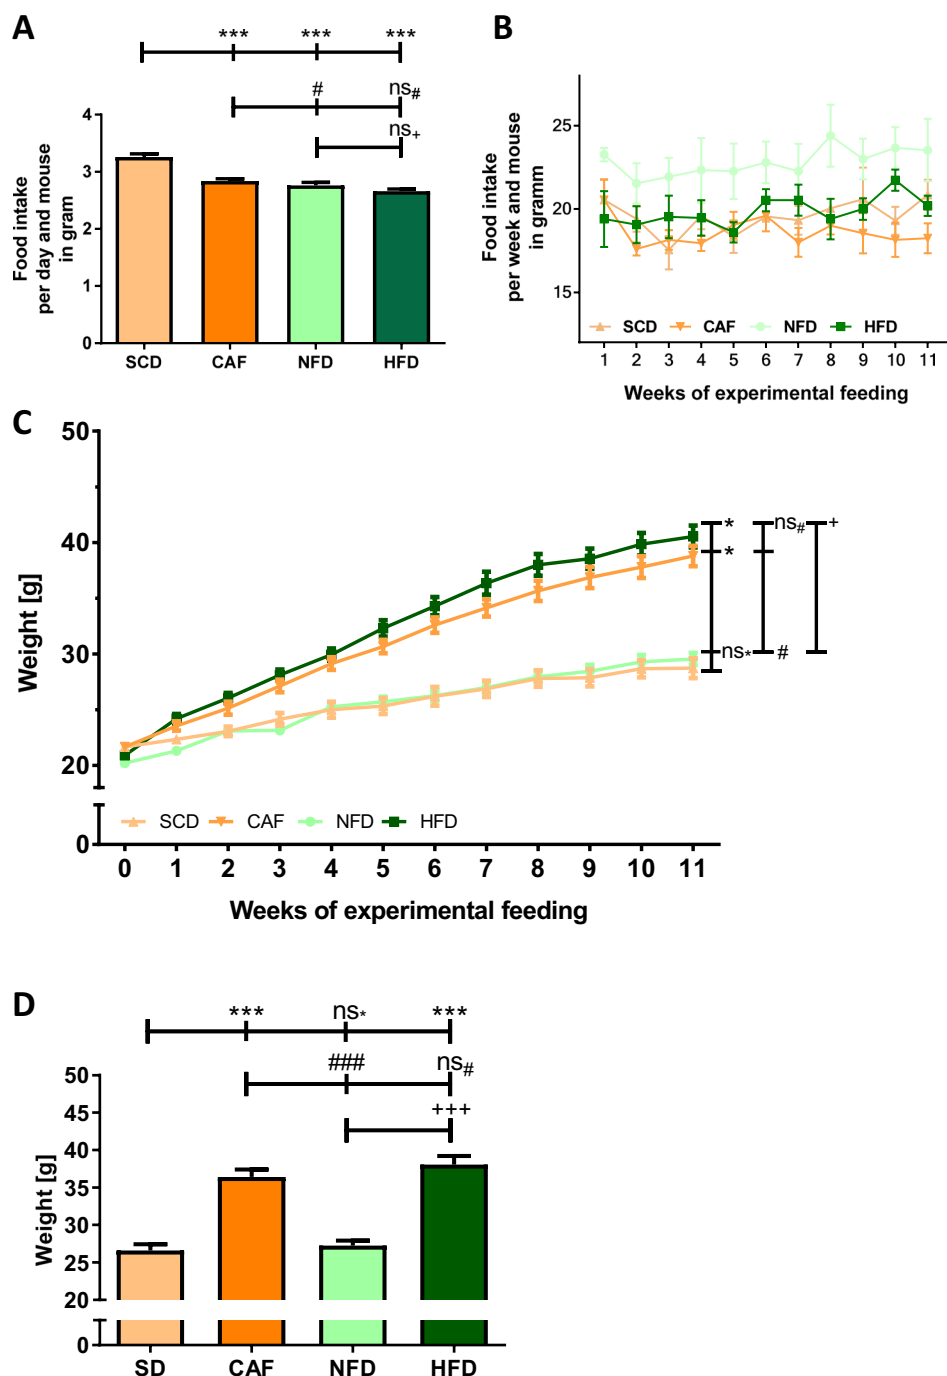 A
*** *** ***
# ns#
ns+
Food intake
per day and mouse
in gram
4
3
2
1
0
SCD CAF NFD HFD
B
Food intake
per week and mouse
in gramm
25
20
15
SCD CAF NFD HFD
1 2 3 4 5 6 7 8 9 10 11
Weeks of experimental feeding
C
Weight [g]
50
40
30
20
0
* ns# +
*
ns* #
SCD CAF NFD HFD
0 1 2 3 4 5 6 7 8 9 10 11
Weeks of experimental feeding
D
*** ns* ***
### ns#
+++
Weight [g]
50
45
40
35
30
25
20
0
SD CAF NFD HFD